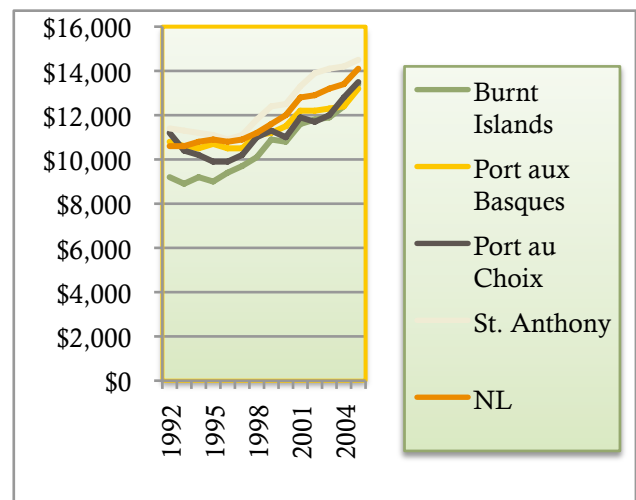 $16,000
$14,000
$12,000
$10,000
$8,000
$6,000
$4,000
$2,000
$0
1992
1995
1998
2001
2004
Burnt
Islands
Port aux
Basques
Port au
Choix
St. Anthony
NL